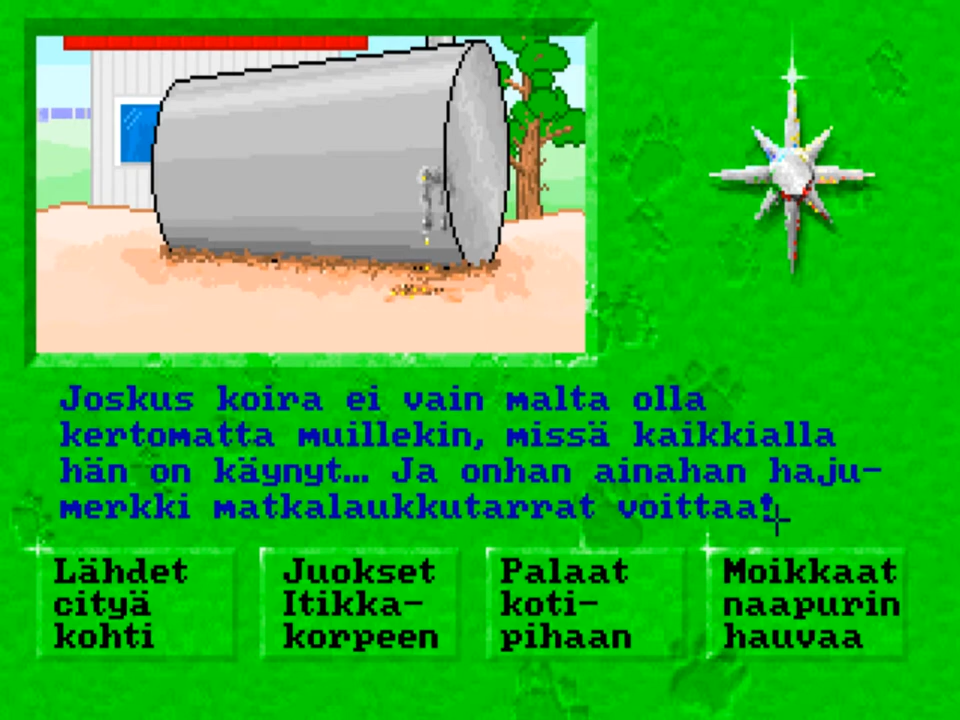 Joskus koira ei vain malta olla
kertomatta muillekin, missä kaikkialla
hän on käynyt... Ja onhan ainahan haju-
merkki matkalaukkutarrat voittaa!
Lähdet
cityä
kohti
Juokset
Itikka-
korpeen
Palaat
koti-
pihaan
Moikkaat
naapurin
hauvaa